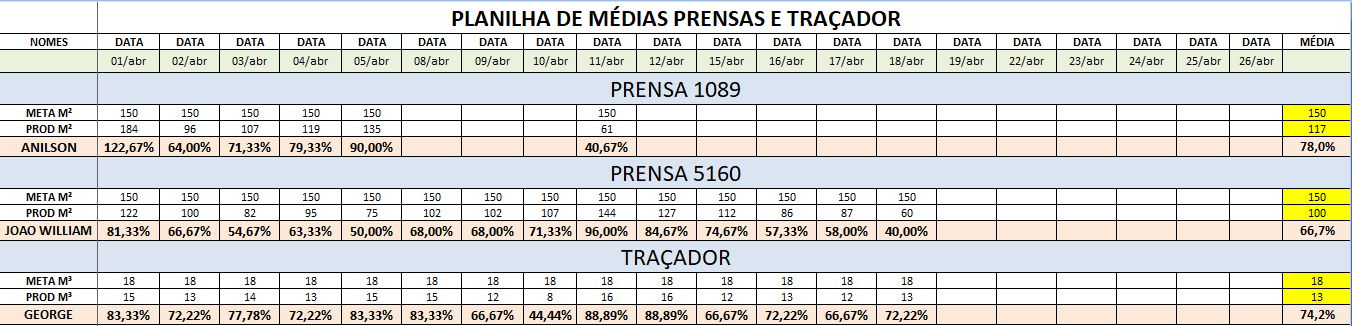 PLANILHA DE MÉDIAS PRENSAS E TRAÇADOR
NOMES DATA DATA DATA DATA DATA DATA DATA DATA DATA DATA DATA DATA DATA DATA DATA DATA DATA DATA DATA DATA MÉDIA
01/abr 02/abr 03/abr 04/abr 05/abr 08/abr 09/abr 10/abr 11/abr 12/abr 15/abr 16/abr 17/abr 18/abr 19/abr 22/abr 23/abr 24/abr 25/abr 26/abr
PRENSA 1089
META M² 150 150 150 150 150 150 150
PROD M² 184 96 107 119 135 61 117
ANILSON 122,67% 64,00% 71,33% 79,33% 90,00% 40,67% 78,0%
PRENSA 5160
META M² 150 150 150 150 150 150 150 150 150 150 150 150 150 150 150
PROD M² 122 100 82 95 75 102 102 107 144 127 112 86 87 60 100
JOAO WILLIAM 81,33% 66,67% 54,67% 63,33% 50,00% 68,00% 68,00% 71,33% 96,00% 84,67% 74,67% 57,33% 58,00% 40,00% 66,7%
TRAÇADOR
META M³ 18 18 18 18 18 18 18 18 18 18 18 18 18 18 18
PROD M³ 15 13 14 13 15 15 12 8 16 16 12 13 12 13 13
GEORGE 83,33% 72,22% 77,78% 72,22% 83,33% 83,33% 66,67% 44,44% 88,89% 88,89% 66,67% 72,22% 66,67% 72,22% 74,2%